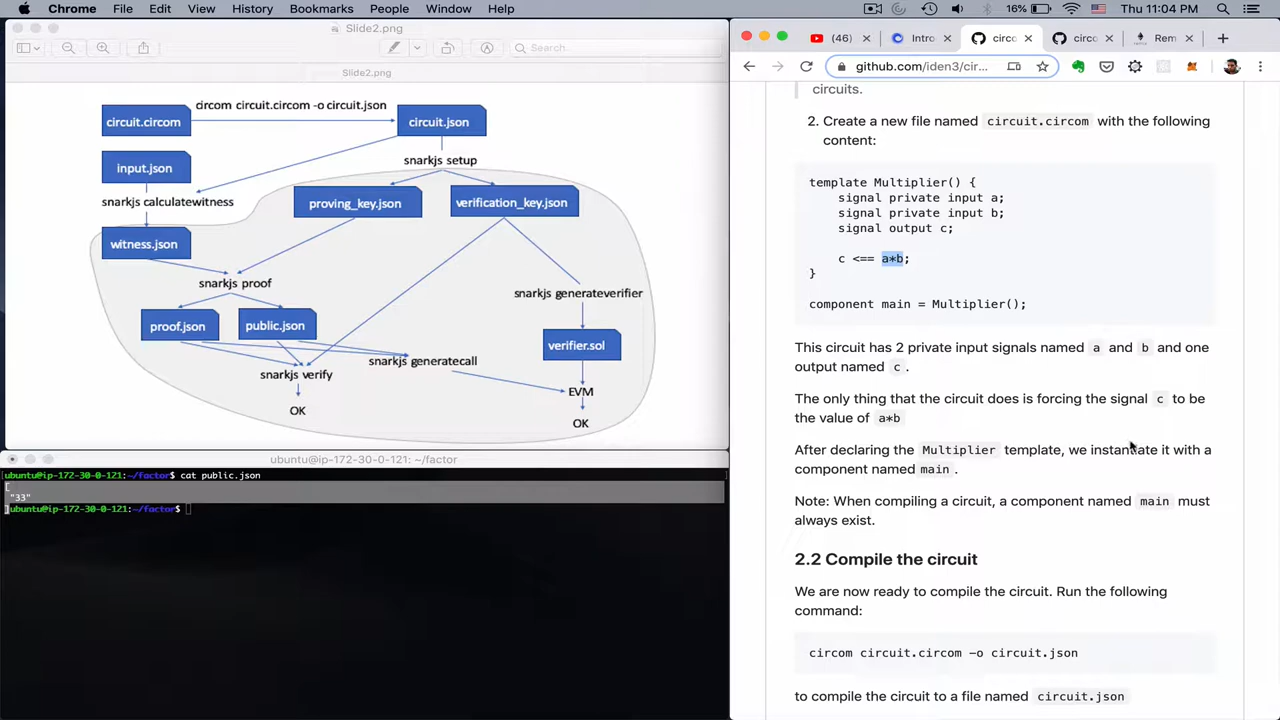 Chrome File Edit View History Bookmarks People Window Help
16% Thu 11:04 PM
Slide2.png
Search
Slide2.png
circom circuit.circom -o circuit.json
circuit.circom
circuit.json
input.json
snarkjs setup
snarkjs calculatewitness
proving_key.json
verification_key.json
witness.json
snarkjs proof
snarkjs generateverifier
proof.json
public.json
verifier.sol
snarkjs generatecall
snarkjs verify
EVM
OK
OK
ubuntu@ip-172-30-0-121:~/factor
ubuntu@ip-172-30-0-121:~/factor$ cat public.json
[
"33"
]ubuntu@ip-172-30-0-121:~/factor$
(46) Intro circo circo Rem
github.com/iden3/cir...
circuits.
2. Create a new file named circuit.circom with the following
content:
template Multiplier() {
signal private input a;
signal private input b;
signal output c;
c <== a*b;
}
component main = Multiplier();
This circuit has 2 private input signals named a and b and one
output named c .
The only thing that the circuit does is forcing the signal c to be
the value of a*b
After declaring the Multiplier template, we instantiate it with a
component named main .
Note: When compiling a circuit, a component named main must
always exist.
2.2 Compile the circuit
We are now ready to compile the circuit. Run the following
command:
circom circuit.circom -o circuit.json
to compile the circuit to a file named circuit.json